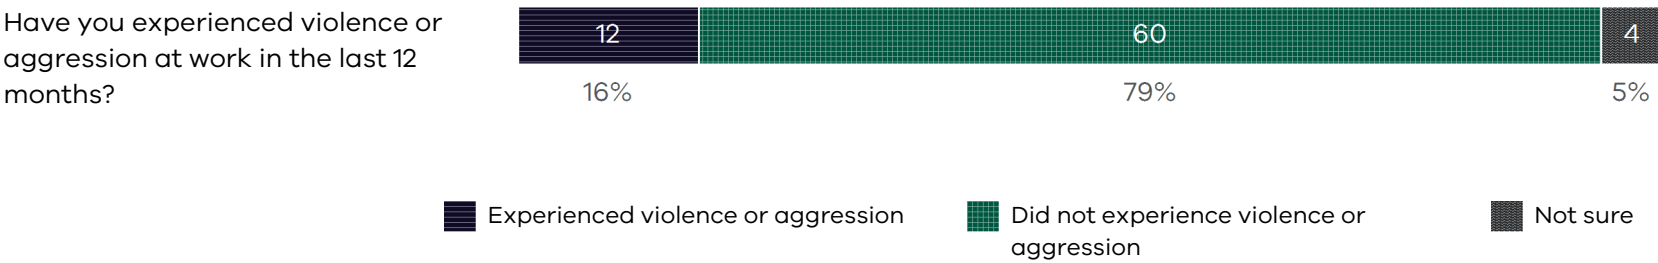 Have you experienced violence or
aggression at work in the last 12
months?
12
60
4
16%
79%
5%
Experienced violence or aggression
Did not experience violence or
aggression
Not sure